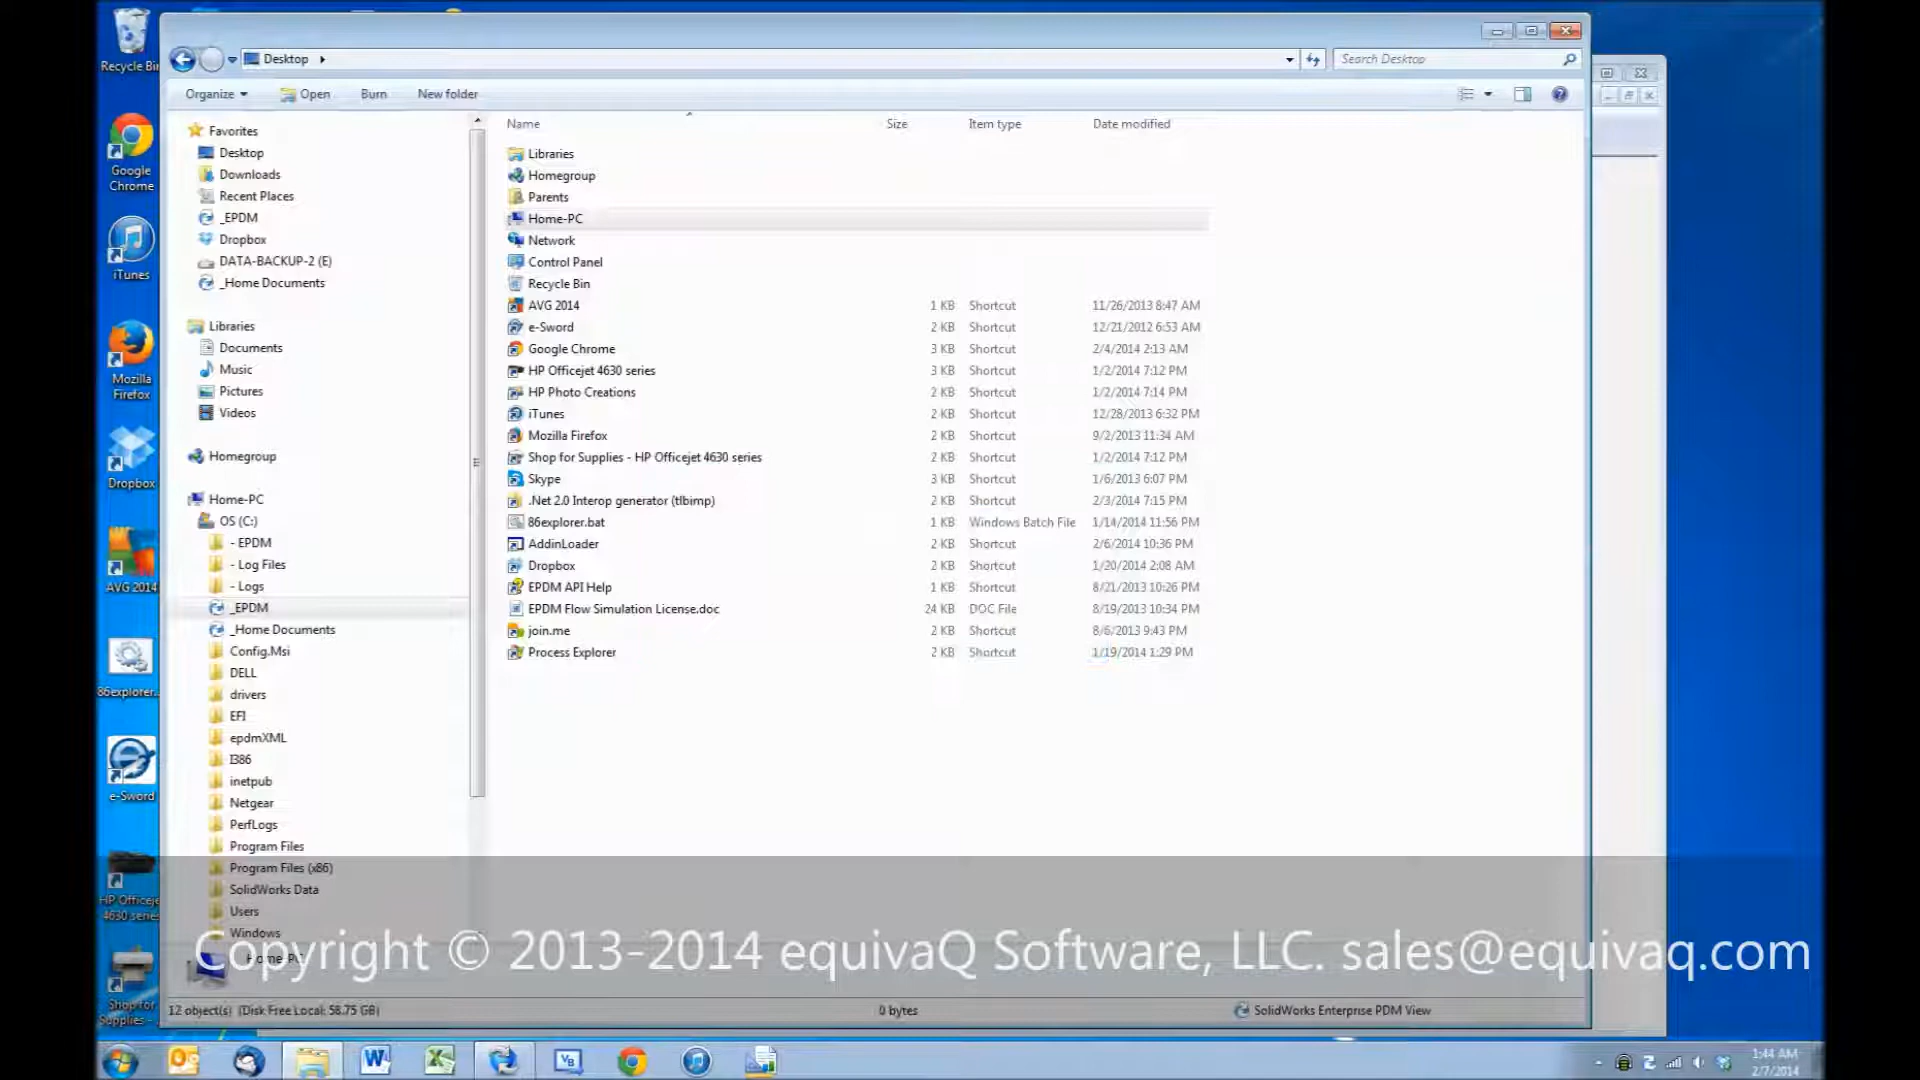 Recycle Bin
Google
Chrome
iTunes
Mozilla
Firefox
Dropbox
AVG 2014
86explorer...
e-Sword
HP Officejet
4630 series
Shop for
Supplies - ...
Desktop
Search Desktop
Organize
Open
Burn
New folder
Favorites
Desktop
Downloads
Recent Places
_EPDM
Dropbox
DATA-BACKUP-2 (E)
_Home Documents
Libraries
Documents
Music
Pictures
Videos
Homegroup
Home-PC
OS (C:)
- EPDM
- Log Files
- Logs
_EPDM
_Home Documents
Config.Msi
DELL
drivers
EFI
epdmXML
I386
inetpub
Netgear
PerfLogs
Program Files
Program Files (x86)
SolidWorks Data
Users
Windows
Name Size Item type Date modified
Libraries
Homegroup
Parents
Home-PC
Network
Control Panel
Recycle Bin
AVG 2014 1 KB Shortcut 11/26/2013 8:47 AM
e-Sword 2 KB Shortcut 12/21/2012 6:53 AM
Google Chrome 3 KB Shortcut 2/4/2014 2:13 AM
HP Officejet 4630 series 3 KB Shortcut 1/2/2014 7:12 PM
HP Photo Creations 2 KB Shortcut 1/2/2014 7:14 PM
iTunes 2 KB Shortcut 12/28/2013 6:32 PM
Mozilla Firefox 2 KB Shortcut 9/2/2013 11:34 AM
Shop for Supplies - HP Officejet 4630 series 2 KB Shortcut 1/2/2014 7:12 PM
Skype 3 KB Shortcut 1/6/2013 6:07 PM
.Net 2.0 Interop generator (tlbimp) 2 KB Shortcut 2/3/2014 7:15 PM
86explorer.bat 1 KB Windows Batch File 1/14/2014 11:56 PM
AddinLoader 2 KB Shortcut 2/6/2014 10:36 PM
Dropbox 2 KB Shortcut 1/20/2014 2:08 AM
EPDM API Help 1 KB Shortcut 8/21/2013 10:26 PM
EPDM Flow Simulation License.doc 24 KB DOC File 8/19/2013 10:34 PM
join.me 2 KB Shortcut 8/6/2013 9:43 PM
Process Explorer 2 KB Shortcut 1/19/2014 1:29 PM
Copyright © 2013-2014 equivaQ Software, LLC. sales@equivaq.com
Home-PC
12 object(s) (Disk Free Local: 58.75 GB) 0 bytes SolidWorks Enterprise PDM View
1:44 AM
2/7/2014